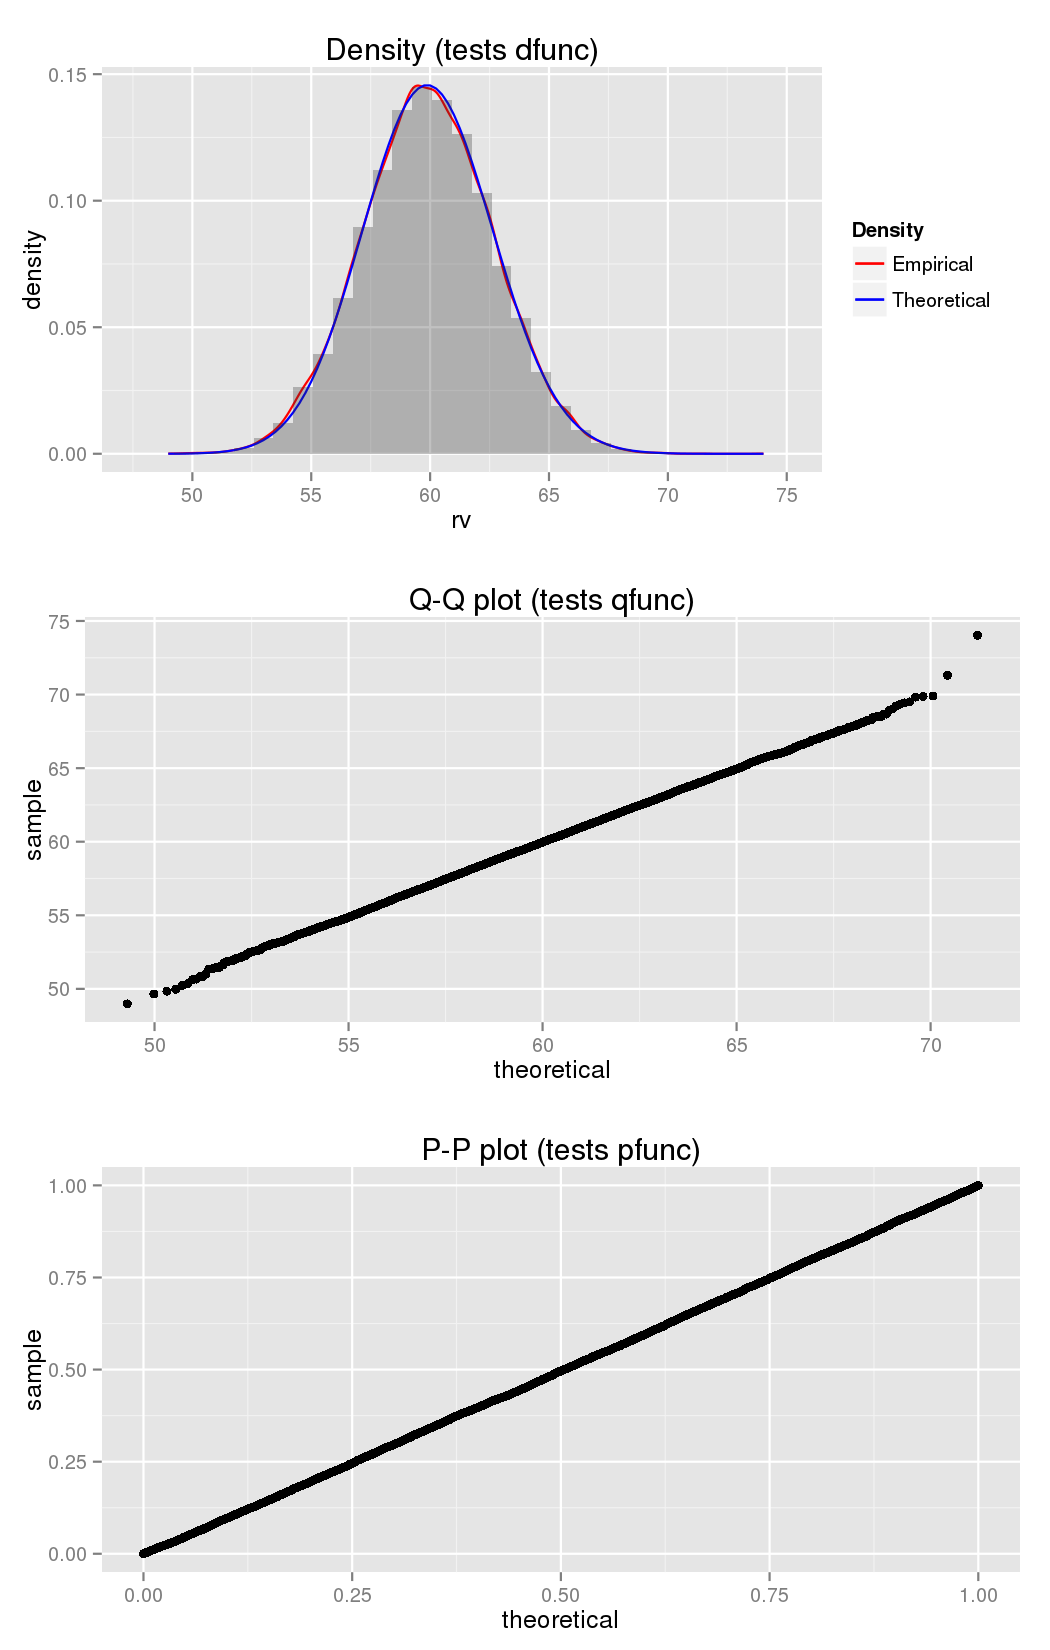 Density (tests dfunc)
0.15
0.10
0.05
0.00
density
50 55 60 65 70 75
rv
Density
Empirical
Theoretical
Q-Q plot (tests qfunc)
75
70
65
60
55
50
sample
50 55 60 65 70
theoretical
P-P plot (tests pfunc)
1.00
0.75
0.50
0.25
0.00
sample
0.00 0.25 0.50 0.75 1.00
theoretical